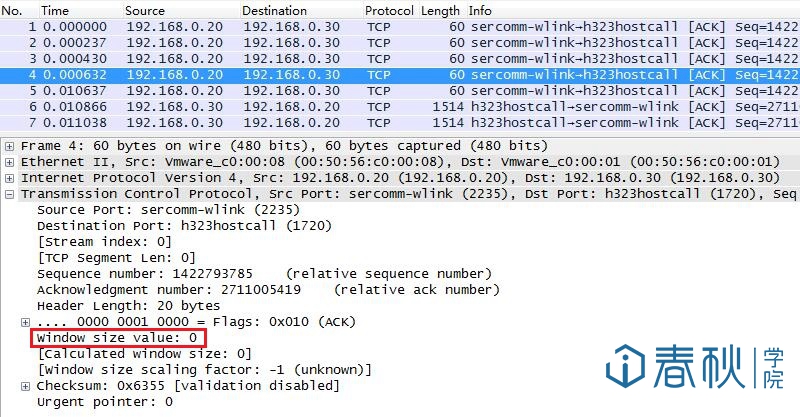 No. Time Source Destination Protocol Length Info
1 0.000000 192.168.0.20 192.168.0.30 TCP 60 sercomm-wlink→h323hostcall [ACK] Seq=1422
2 0.000237 192.168.0.20 192.168.0.30 TCP 60 sercomm-wlink→h323hostcall [ACK] Seq=1422
3 0.000430 192.168.0.20 192.168.0.30 TCP 60 sercomm-wlink→h323hostcall [ACK] Seq=1422
4 0.000632 192.168.0.20 192.168.0.30 TCP 60 sercomm-wlink→h323hostcall [ACK] Seq=1422
5 0.010637 192.168.0.20 192.168.0.30 TCP 60 sercomm-wlink→h323hostcall [ACK] Seq=1422
6 0.010866 192.168.0.30 192.168.0.20 TCP 1514 h323hostcall→sercomm-wlink [ACK] Seq=2711
7 0.011038 192.168.0.30 192.168.0.20 TCP 1514 h323hostcall→sercomm-wlink [ACK] Seq=2711
Frame 4: 60 bytes on wire (480 bits), 60 bytes captured (480 bits)
Ethernet II, Src: Vmware_c0:00:08 (00:50:56:c0:00:08), Dst: Vmware_c0:00:01 (00:50:56:c0:00:01)
Internet Protocol Version 4, Src: 192.168.0.20 (192.168.0.20), Dst: 192.168.0.30 (192.168.0.30)
Transmission Control Protocol, Src Port: sercomm-wlink (2235), Dst Port: h323hostcall (1720), Seq
Source Port: sercomm-wlink (2235)
Destination Port: h323hostcall (1720)
[Stream index: 0]
[TCP Segment Len: 0]
Sequence number: 1422793785 (relative sequence number)
Acknowledgment number: 2711005419 (relative ack number)
Header Length: 20 bytes
.... 0000 0001 0000 = Flags: 0x010 (ACK)
Window size value: 0
[Calculated window size: 0]
[Window size scaling factor: -1 (unknown)]
Checksum: 0x6355 [validation disabled]
Urgent pointer: 0
春秋学院